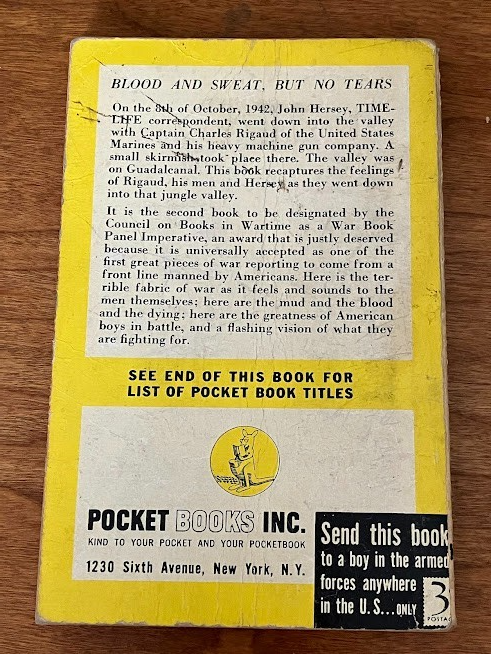 BLOOD AND SWEAT, BUT NO TEARS
On the 8th of October, 1942, John Hersey, TIME-
LIFE correspondent, went down into the valley
with Captain Charles Rigaud of the United States
Marines and his heavy machine gun company. A
small skirmish took place there. The valley was
on Guadalcanal. This book recaptures the feelings
of Rigaud, his men and Hersey as they went down
into that jungle valley.
It is the second book to be designated by the
Council on Books in Wartime as a War Book
Panel Imperative, an award that is justly deserved
because it is universally accepted as one of the
first great pieces of war reporting to come from a
front line manned by Americans. Here is the ter-
rible fabric of war as it feels and sounds to the
men themselves; here are the mud and the blood
and the dying; here are the greatness of American
boys in battle, and a flashing vision of what they
are fighting for.
SEE END OF THIS BOOK FOR
LIST OF POCKET BOOK TITLES
POCKET BOOKS INC.
KIND TO YOUR POCKET AND YOUR POCKETBOOK
1230 Sixth Avenue, New York, N.Y.
Send this book
to a boy in the armed
forces anywhere
in the U.S...ONLY 3
POSTAG